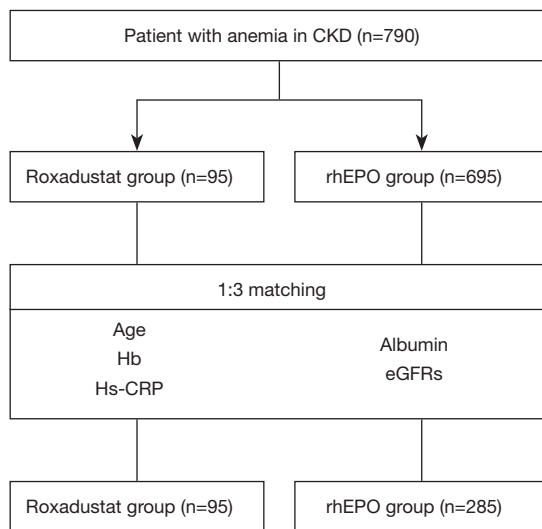 Patient with anemia in CKD (n=790)
Roxadustat group (n=95)
rhEPO group (n=695)
1:3 matching
Age
Hb
Hs-CRP
Albumin
eGFRs
Roxadustat group (n=95)
rhEPO group (n=285)